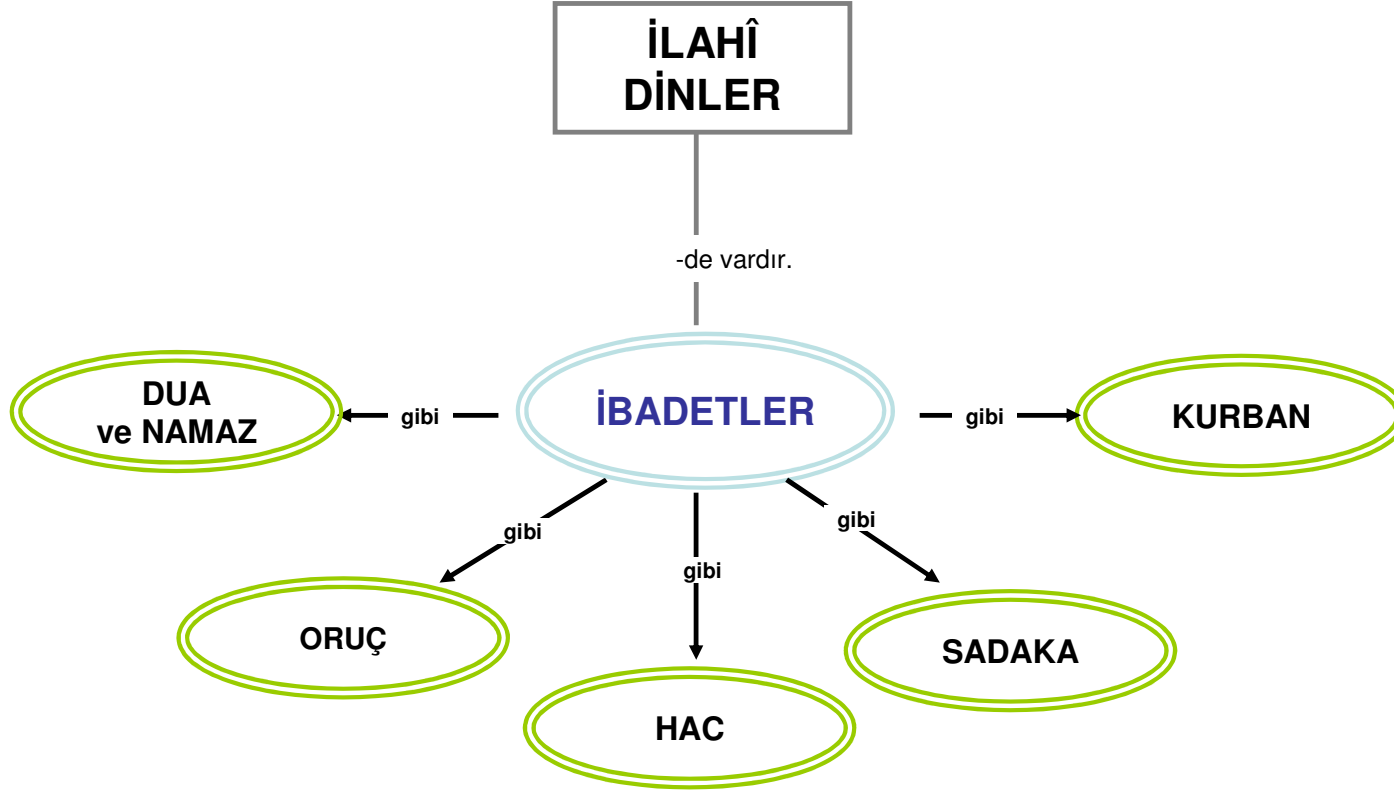 İLAHÎ
DİNLER
-de vardır.
DUA
ve NAMAZ
gibi
İBADETLER
gibi
KURBAN
gibi
gibi
gibi
ORUÇ
HAC
SADAKA